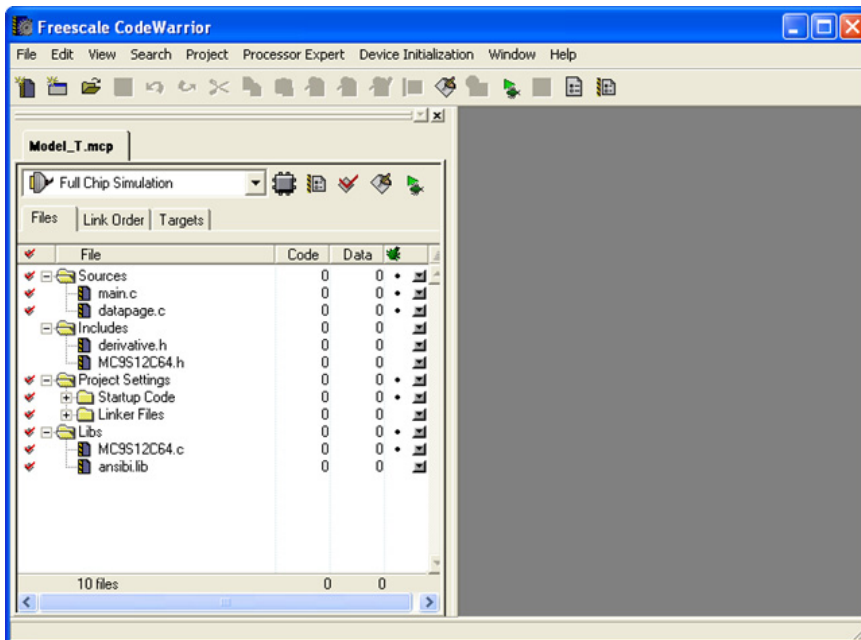 Freescale CodeWarrior
File Edit View Search Project Processor Expert Device Initialization Window Help
Model_T.mcp
Full Chip Simulation
Files Link Order Targets
File Code Data
Sources 0 0
main.c 0 0
datapage.c 0 0
Includes 0 0
derivative.h 0 0
MC9S12C64.h 0 0
Project Settings 0 0
Startup Code 0 0
Linker Files 0 0
Libs 0 0
MC9S12C64.c 0 0
ansibi.lib 0 0
10 files 0 0